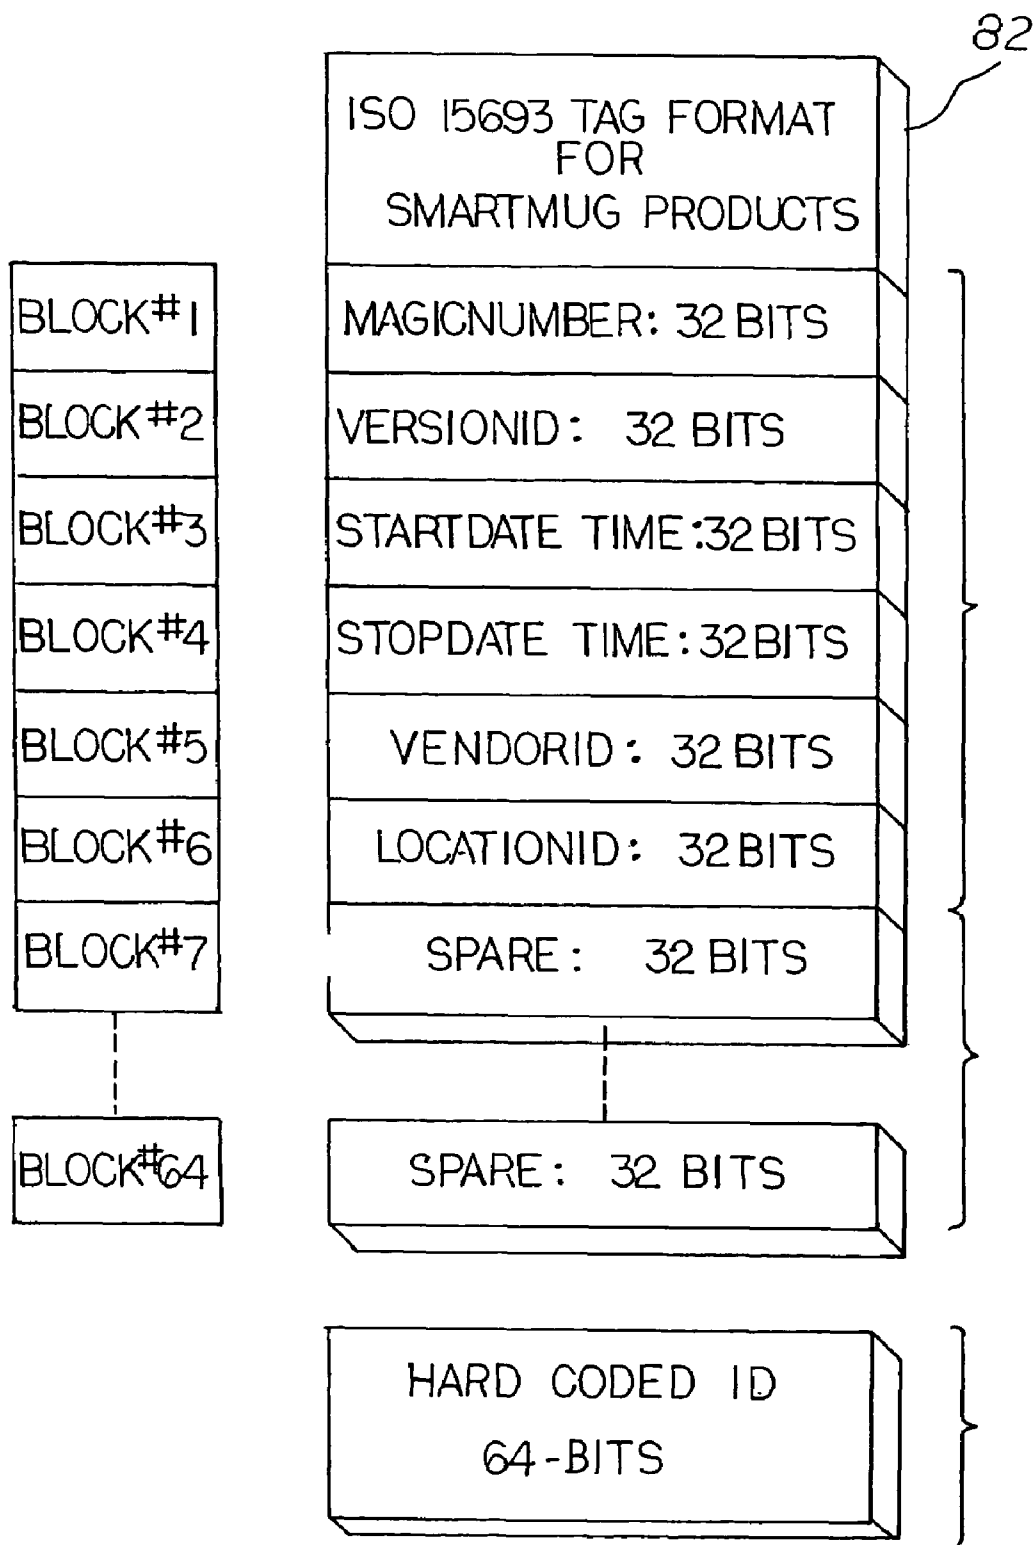 82
ISO 15693 TAG FORMAT
FOR
SMARTMUG PRODUCTS
BLOCK#1 MAGICNUMBER: 32 BITS
BLOCK#2 VERSIONID: 32 BITS
BLOCK#3 STARTDATE TIME:32 BITS
BLOCK#4 STOPDATE TIME:32BITS
BLOCK#5 VENDORID: 32 BITS
BLOCK#6 LOCATIONID: 32 BITS
BLOCK#7 SPARE: 32 BITS
BLOCK#64 SPARE: 32 BITS
HARD CODED ID
64-BITS